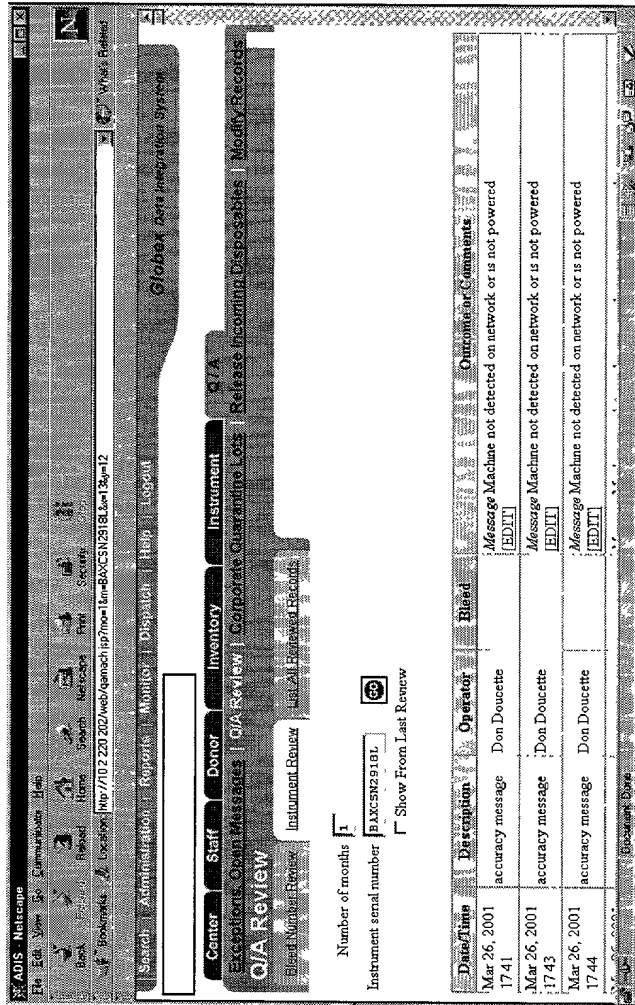 ADIS - Netscape
File Edit View Go Communicator Help
Back Reload Home Search Netscape Print Security
Bookmarks Location: http://10 2 220 202/web/qamach jsp?mo=1&m=BAXCSN2918L&x=13&y=12 What's Related
Search | Administration | Reports | Monitor | Dispatch | Help | Logout
Globex Data Integration System
Center Staff Donor Inventory Instrument Q / A
Exceptions Open Messages | Q/A Review | Corporate Quarantine Lots | Release Incoming Disposables | Modify Records
Q/A Review
Bleed Number Review Instrument Review List All Reviewed Records
Number of months 1
Instrument serial number BAXCSN2918L GO
Show From Last Review
Date/Time Description Operator Bleed Outcome or Comments
Mar 26, 2001 17 41 accuracy message Don Doucette Message Machine not detected on network or is not powered
[EDIT]
Mar 26, 2001 17 43 accuracy message Don Doucette Message Machine not detected on network or is not powered
[EDIT]
Mar 26, 2001 17 44 accuracy message Don Doucette Message Machine not detected on network or is not powered
[EDIT]
Document Done